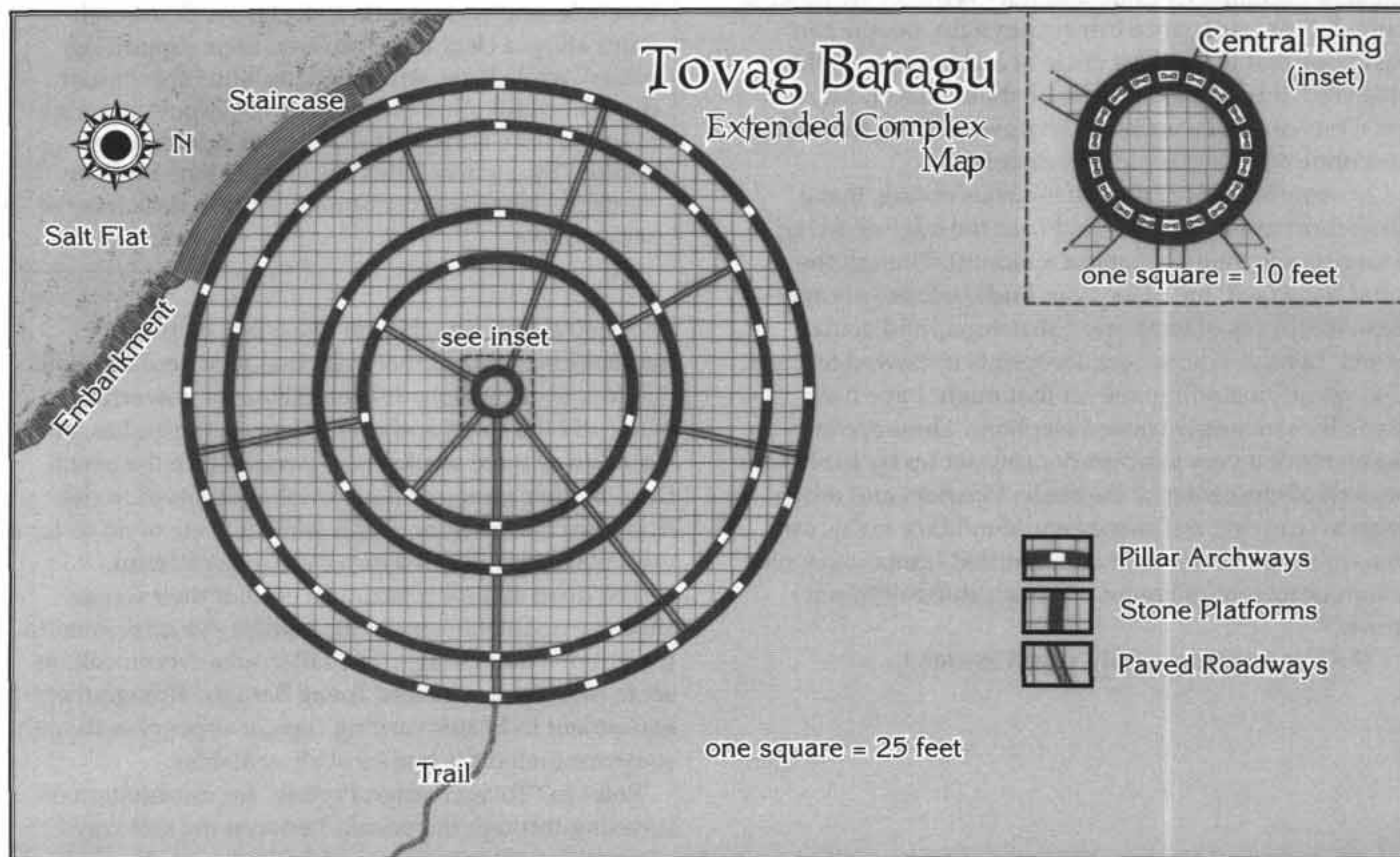 Tovag Baragu
Extended Complex
Map
Central Ring
(inset)
one square = 10 feet
Staircase
N
Salt Flat
Embankment
see inset
Pillar Archways
Stone Platforms
Paved Roadways
one square = 25 feet
Trail